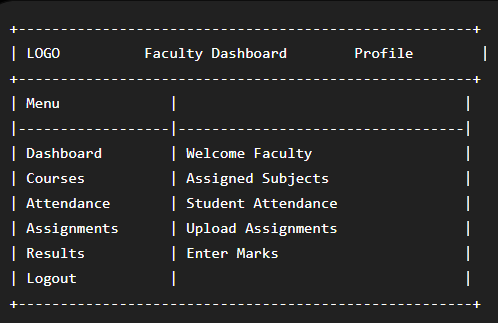 LOGO Faculty Dashboard Profile
Menu
Dashboard Welcome Faculty
Courses Assigned Subjects
Attendance Student Attendance
Assignments Upload Assignments
Results Enter Marks
Logout